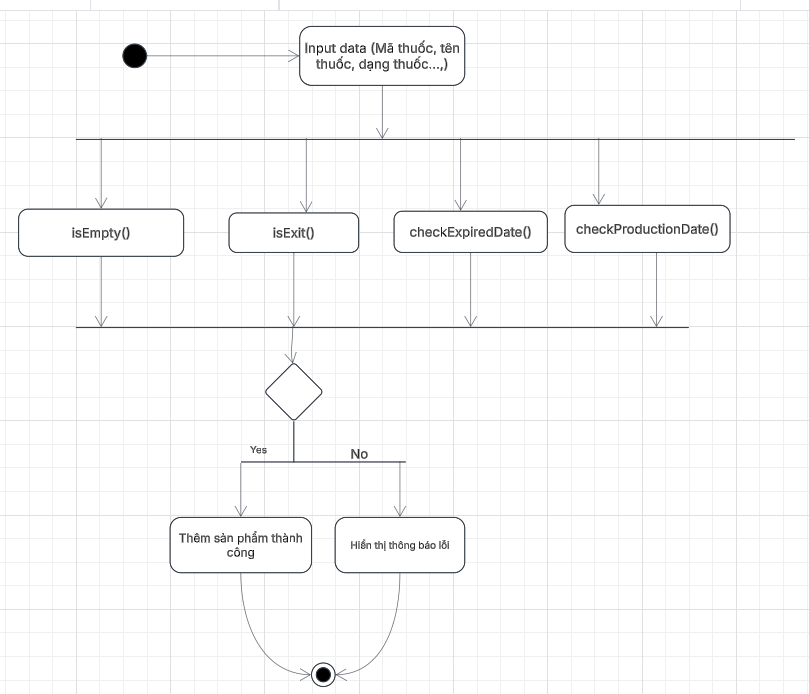 Input data (Mã thuốc, tên
thuốc, dạng thuốc...,)
isEmpty()
isExit()
checkExpiredDate()
checkProductionDate()
Yes
No
Thêm sản phẩm thành
công
Hiển thị thông báo lỗi